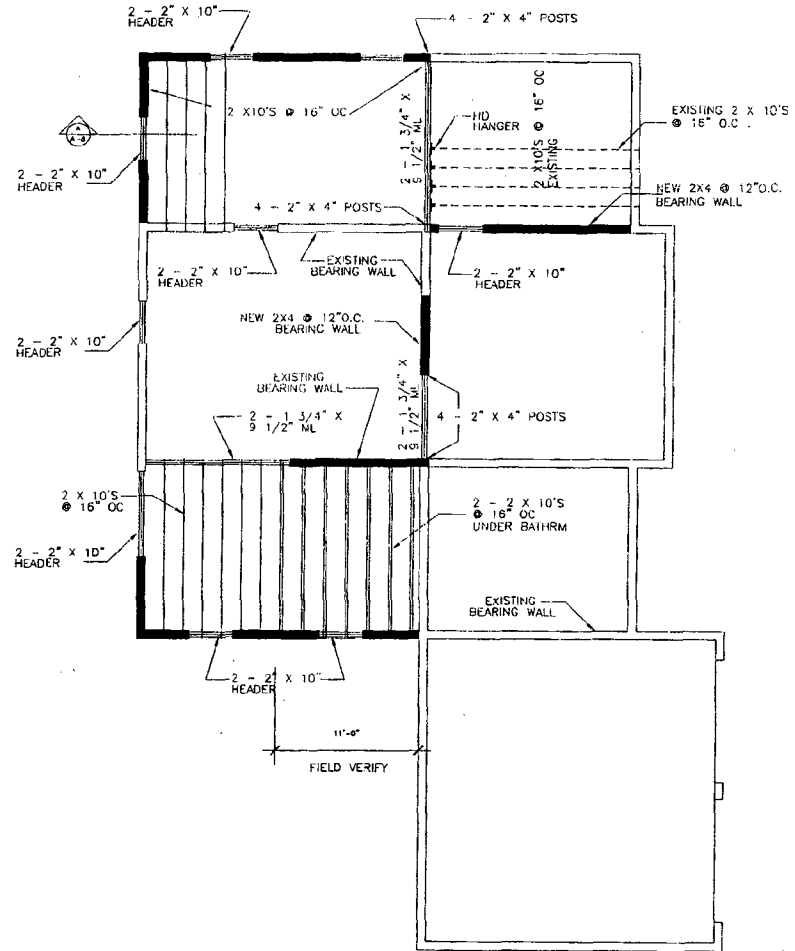 2 - 2" X 10"
HEADER
4 - 2" X 4" POSTS
2 X10'S @ 16" OC
2 - 1 3/4" X
9 1/2" ML
HD
HANGER
2 X10'S @ 16" OC
EXISTING
EXISTING 2 X 10'S
@ 16" O.C.
A
A-8
2 - 2" X 10"
HEADER
4 - 2" X 4" POSTS
NEW 2X4 @ 12"O.C.
BEARING WALL
2 - 2" X 10"
HEADER
EXISTING
BEARING WALL
2 - 2" X 10"
HEADER
2 - 2" X 10"
HEADER
NEW 2X4 @ 12"O.C.
BEARING WALL
EXISTING
BEARING WALL
2 - 1 3/4" X
9 1/2" ML
2 - 1 3/4" X
9 1/2" ML
4 - 2" X 4" POSTS
2 X 10'S
@ 16" OC
2 - 2 X 10'S
@ 16" OC
UNDER BATHRM
2 - 2" X 10"
HEADER
EXISTING
BEARING WALL
2 - 2" X 10"
HEADER
11'-0"
FIELD VERIFY